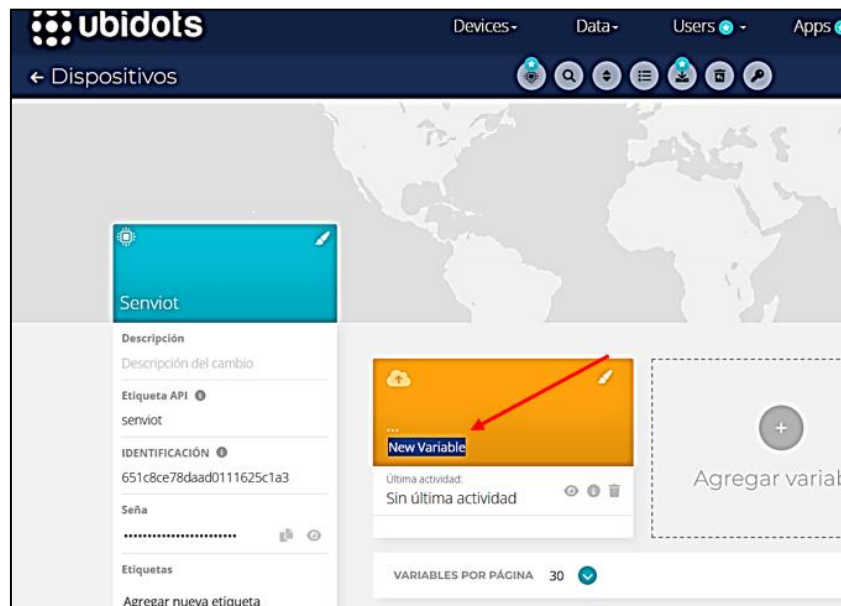 ubidots
Devices Data Users Apps
← Dispositivos
Senviot
Descripción
Descripción del cambio
Etiqueta API
senviot
IDENTIFICACIÓN
651c8ce78daad0111625c1a3
Seña
........................
Etiquetas
Agregar nueva etiqueta
...
New Variable
Última actividad:
Sin última actividad
Agregar variab
VARIABLES POR PÁGINA 30